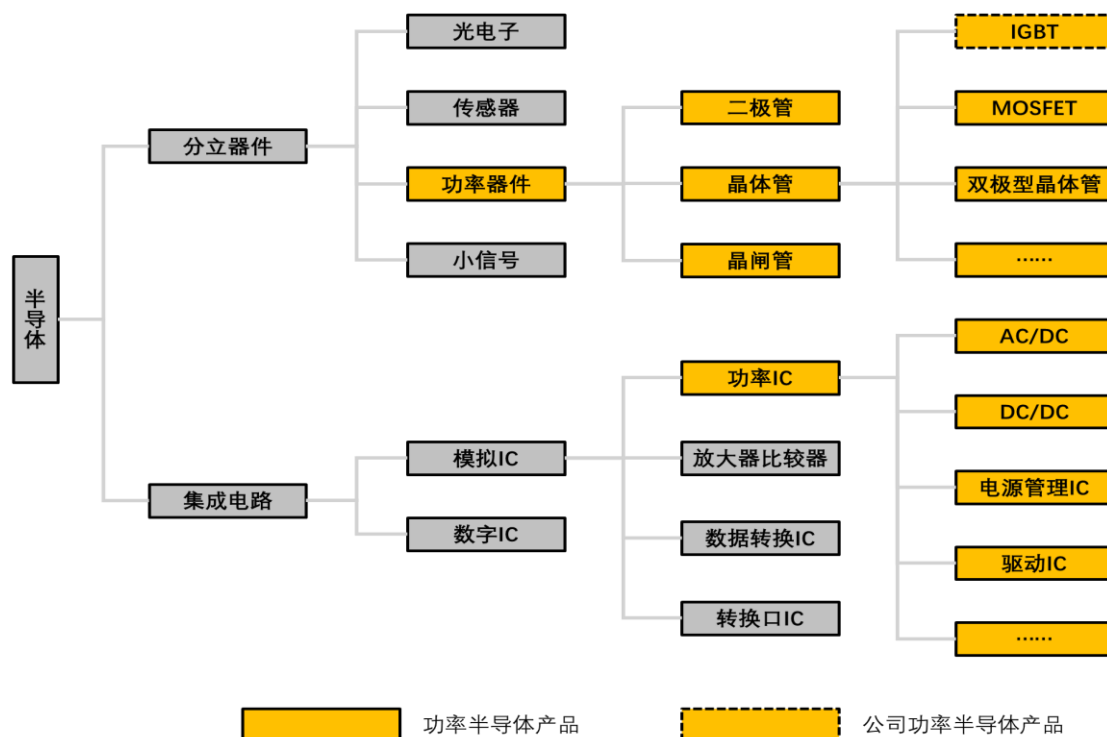 光电子
IGBT
传感器
二极管
MOSFET
分立器件
功率器件
晶体管
双极型晶体管
小信号
晶闸管
……
半导体
AC/DC
功率IC
DC/DC
模拟IC
放大器比较器
集成电路
电源管理IC
数字IC
数据转换IC
驱动IC
转换口IC
……
功率半导体产品
公司功率半导体产品